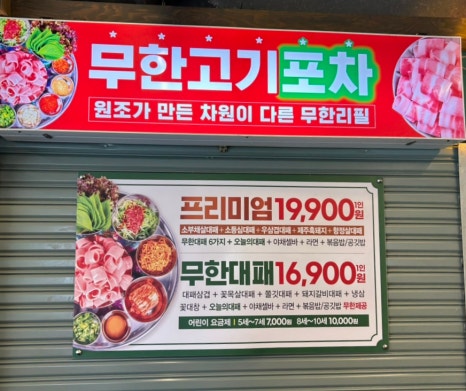 무한고기포차
원조가 만든 차원이 다른 무한리필
프리미엄 19,900원 1인
소부채살대패 + 소등심대패 + 우삼겹대패 + 제주흑돼지 + 항정살대패
무한대패 6가지 + 오늘의대패 + 야채셀바 + 라면 + 볶음밥/공깃밥
무한대패 16,900원 1인
대패삼겹 + 꽃목살대패 + 쫄깃대패 + 돼지갈비대패 + 냉삼
꽃대창 + 오늘의대패 + 야채셀바 + 라면 + 볶음밥/공깃밥 무한제공
어린이 요금제 | 5세~7세 7,000원 8세~10세 10,000원